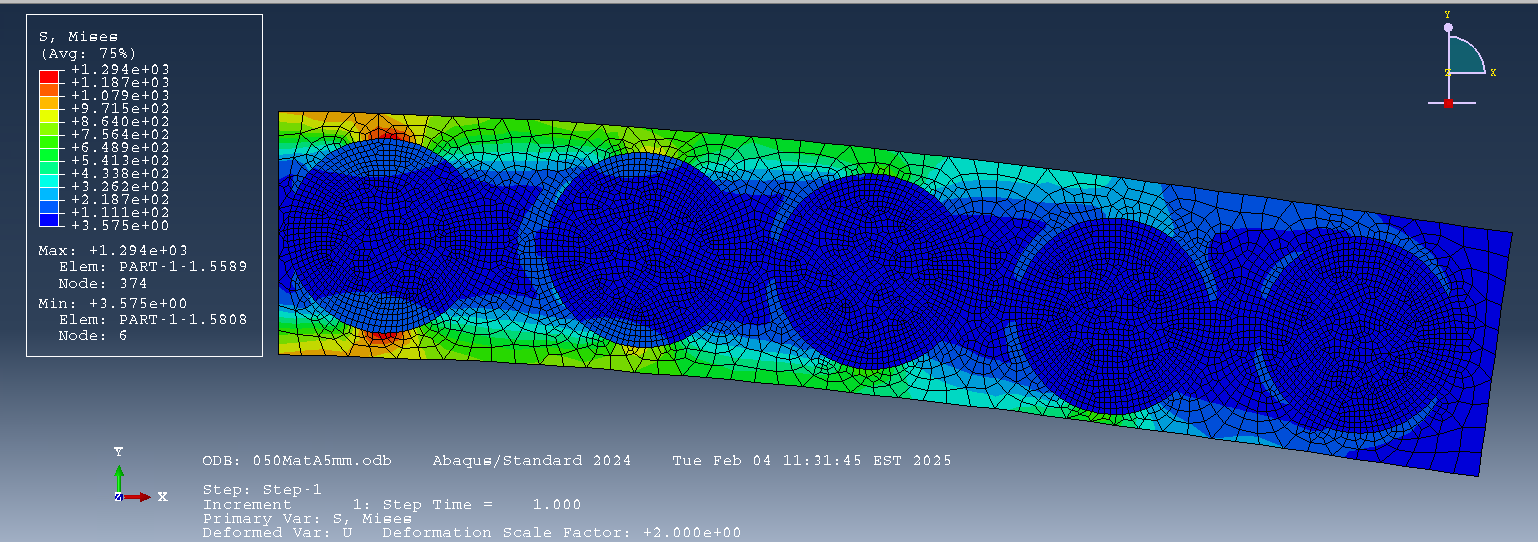 S, Mises
(Avg: 75%)
+1.294e+03
+1.187e+03
+1.079e+03
+9.715e+02
+8.640e+02
+7.564e+02
+6.489e+02
+5.413e+02
+4.338e+02
+3.262e+02
+2.187e+02
+1.111e+02
+3.575e+00
Max: +1.294e+03
Elem: PART-1-1.5589
Node: 374
Min: +3.575e+00
Elem: PART-1-1.5808
Node: 6
Y
Z X
Y
Z X
ODB: 050MatA5mm.odb Abaqus/Standard 2024 Tue Feb 04 11:31:45 EST 2025
Step: Step-1
Increment 1: Step Time = 1.000
Primary Var: S, Mises
Deformed Var: U Deformation Scale Factor: +2.000e+00